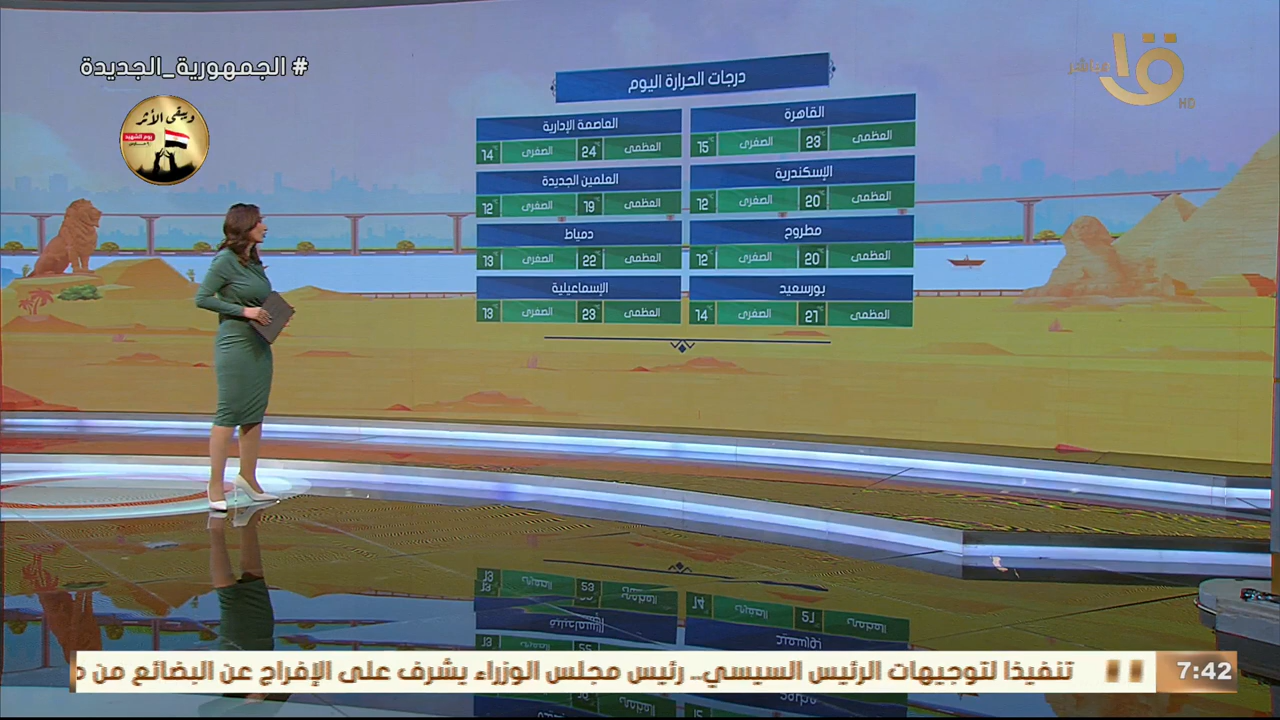 #الجمهورية_الجديدة
مباشر
HD
ويبقى الأثر
يوم الشهيد
درجات الحرارة اليوم
القاهرة
العظمى 23 الصغرى 15
العاصمة الإدارية
العظمى 24 الصغرى 14
الإسكندرية
العظمى 20 الصغرى 12
العلمين الجديدة
العظمى 19 الصغرى 12
مطروح
العظمى 20 الصغرى 12
دمياط
العظمى 22 الصغرى 13
بورسعيد
العظمى 21 الصغرى 14
الإسماعيلية
العظمى 23 الصغرى 13
7:42 تنفيذا لتوجيهات الرئيس السيسي.. رئيس مجلس الوزراء يشرف على الإفراج عن البضائع من